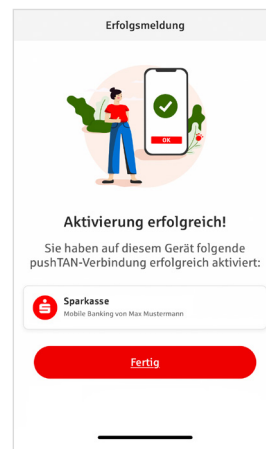 Erfolgsmeldung
OK
Aktivierung erfolgreich!
Sie haben auf diesem Gerät folgende
pushTAN-Verbindung erfolgreich aktiviert:
Sparkasse
Mobile Banking von Max Mustermann
Fertig